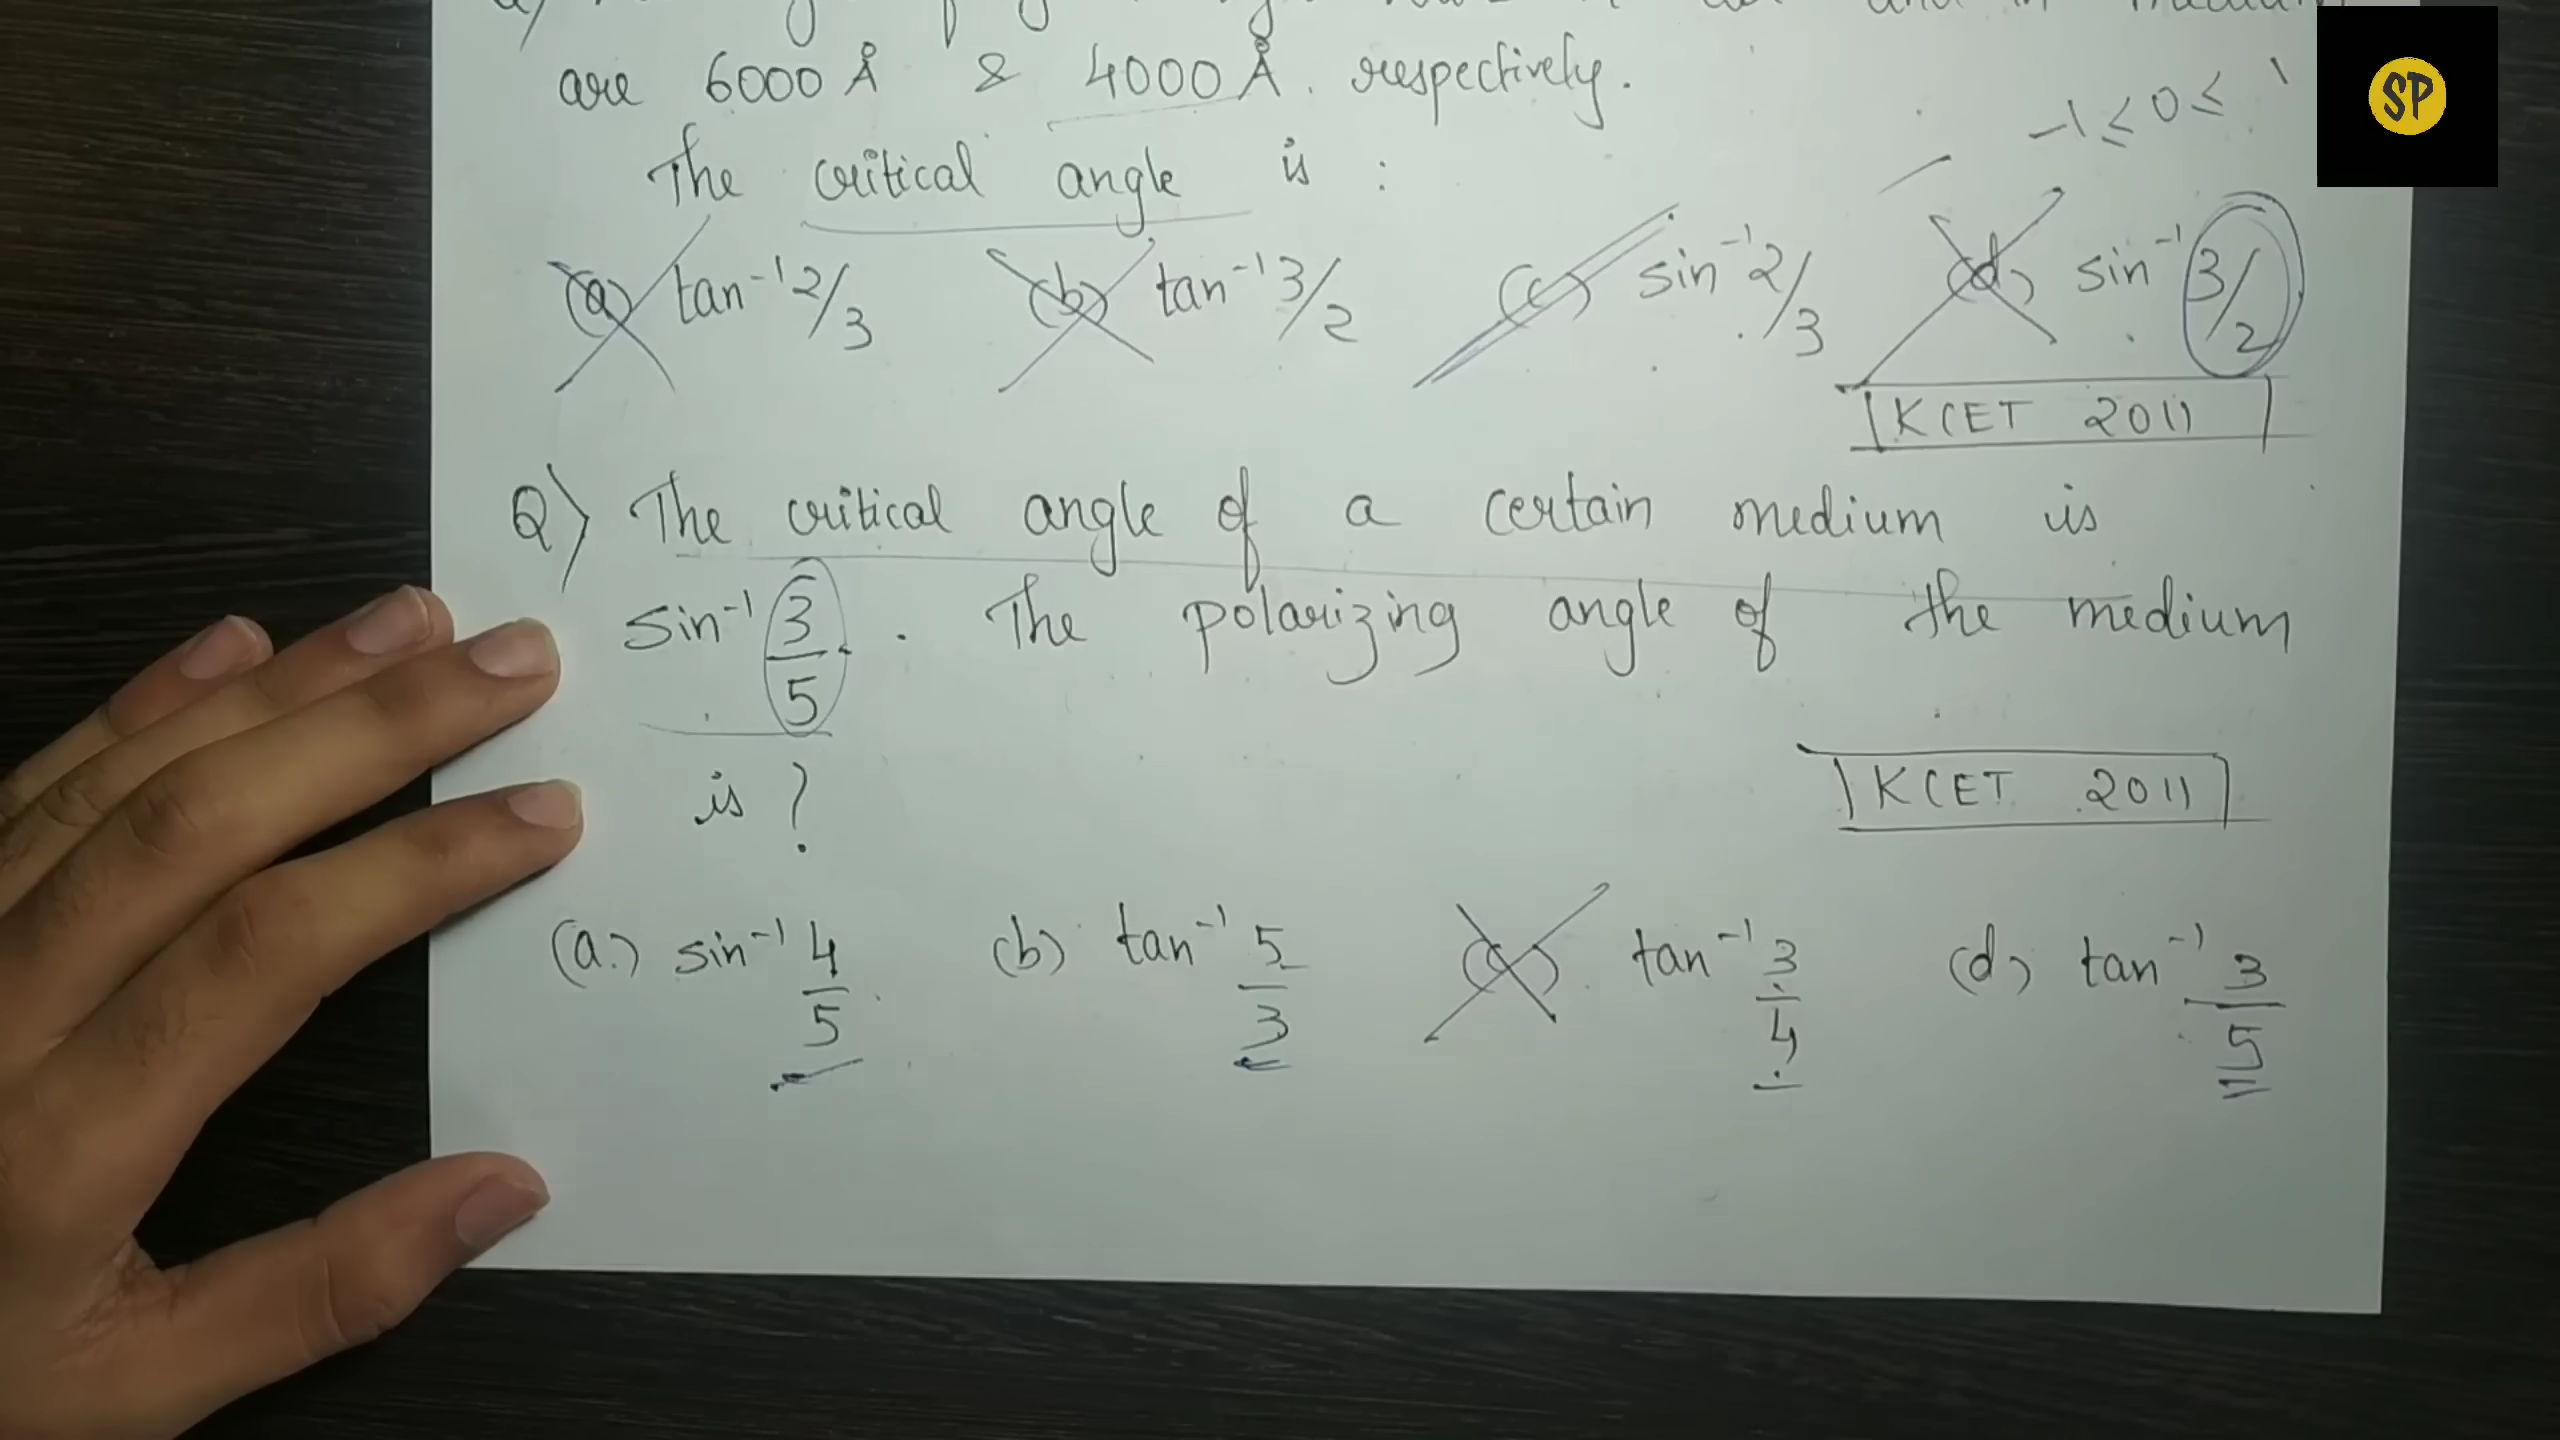 are 6000 Å & 4000 Å. respectively.
-1 ≤ 0 ≤ 1
SP
The critical angle is :
(a) tan⁻¹ 2/3 (b) tan⁻¹ 3/2 (c) sin⁻¹ 2/3 (d) sin⁻¹ 3/2
KCET 2011
Q) The critical angle of a certain medium is
sin⁻¹ 3/5 . The polarizing angle of the medium
is ?
KCET 2011
(a.) sin⁻¹ 4/5 (b) tan⁻¹ 5/3 (c) tan⁻¹ 3/4 (d) tan⁻¹ 3/5